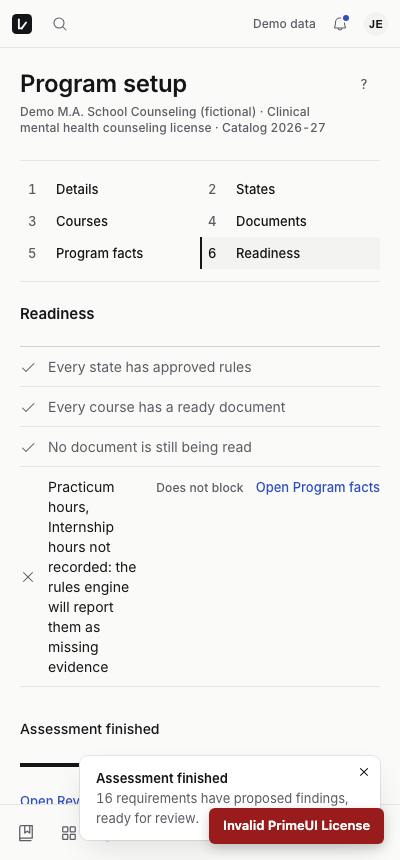 Demo data
JE
Program setup
?
Demo M.A. School Counseling (fictional) · Clinical
mental health counseling license · Catalog 2026-27
1 Details
2 States
3 Courses
4 Documents
5 Program facts
6 Readiness
Readiness
Every state has approved rules
Every course has a ready document
No document is still being read
Practicum
hours,
Internship
hours not
recorded: the
rules engine
will report
them as
missing
evidence
Does not block
Open Program facts
Assessment finished
Open Rev
Assessment finished
16 requirements have proposed findings,
ready for review.
Invalid PrimeUI License